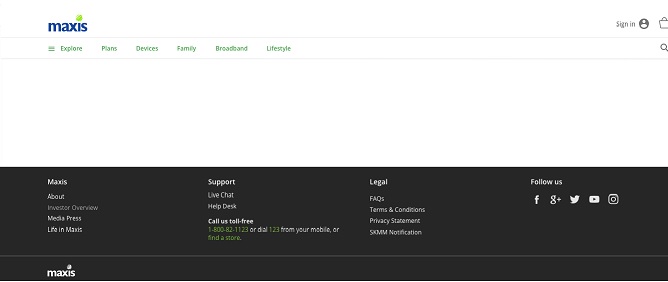 maxis
Sign in
Explore Plans Devices Family Broadband Lifestyle
Maxis
About
Investor Overview
Media Press
Life in Maxis
Support
Live Chat
Help Desk
Call us toll-free
1-800-82-1123 or dial 123 from your mobile, or
find a store.
Legal
FAQs
Terms & Conditions
Privacy Statement
SKMM Notification
Follow us
maxis